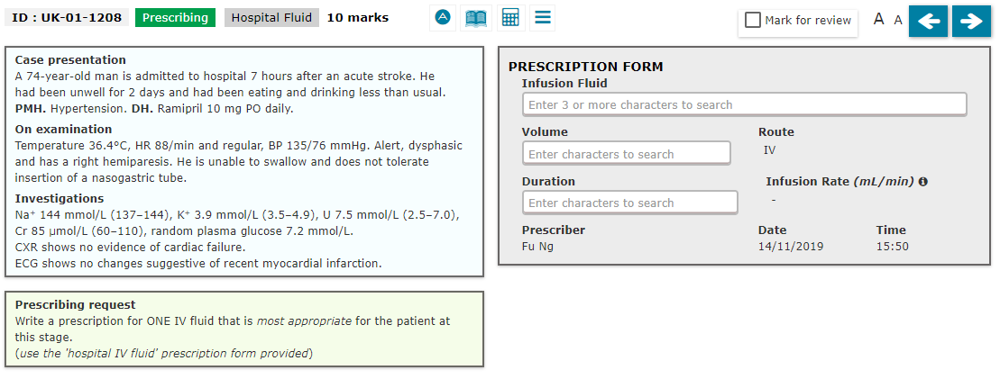 ID : UK-01-1208 Prescribing Hospital Fluid 10 marks A Mark for review A A
Case presentation
A 74-year-old man is admitted to hospital 7 hours after an acute stroke. He
had been unwell for 2 days and had been eating and drinking less than usual.
PMH. Hypertension. DH. Ramipril 10 mg PO daily.
On examination
Temperature 36.4°C, HR 88/min and regular, BP 135/76 mmHg. Alert, dysphasic
and has a right hemiparesis. He is unable to swallow and does not tolerate
insertion of a nasogastric tube.
Investigations
Na⁺ 144 mmol/L (137–144), K⁺ 3.9 mmol/L (3.5–4.9), U 7.5 mmol/L (2.5–7.0),
Cr 85 µmol/L (60–110), random plasma glucose 7.2 mmol/L.
CXR shows no evidence of cardiac failure.
ECG shows no changes suggestive of recent myocardial infarction.
Prescribing request
Write a prescription for ONE IV fluid that is most appropriate for the patient at
this stage.
(use the 'hospital IV fluid' prescription form provided)
PRESCRIPTION FORM
Infusion Fluid
Enter 3 or more characters to search
Volume Route
Enter characters to search IV
Duration Infusion Rate (mL/min)
Enter characters to search -
Prescriber Date Time
Fu Ng 14/11/2019 15:50